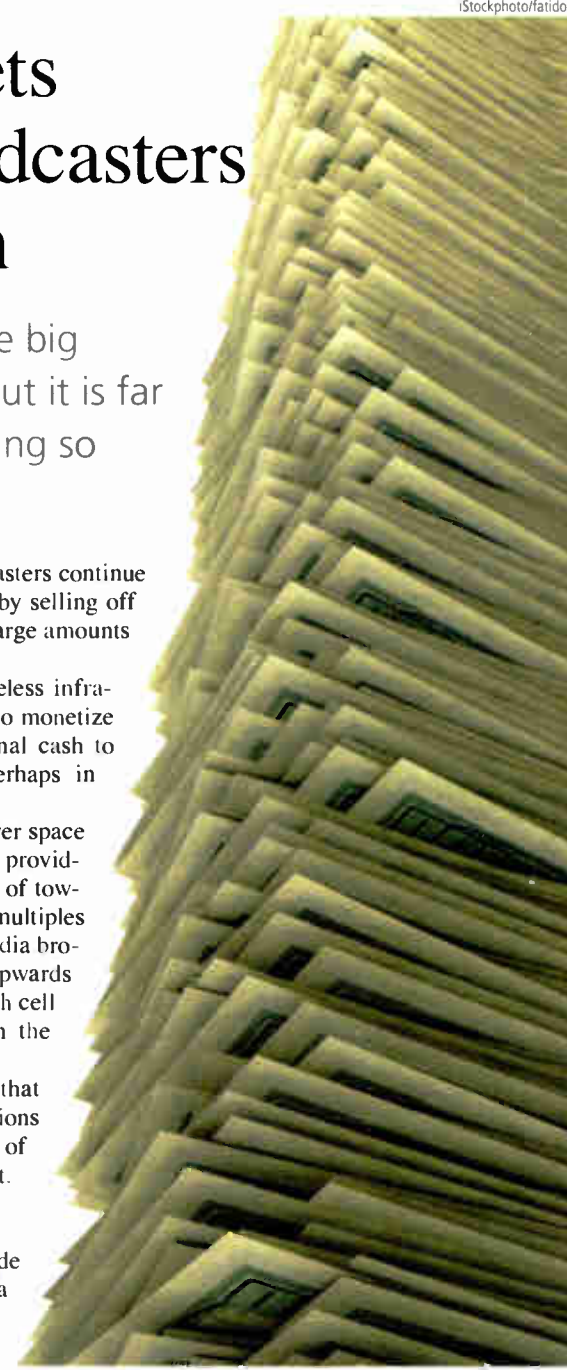 iStockphoto/fatido
ets
dcasters
n
e big
ut it is far
ng so
asters continue
by selling off
arge amounts
eless infra-
o monetize
nal cash to
erhaps in
er space
provid-
of tow-
multiples
dia bro-
pwards
h cell
n the
that
ions
of
t.
de
a